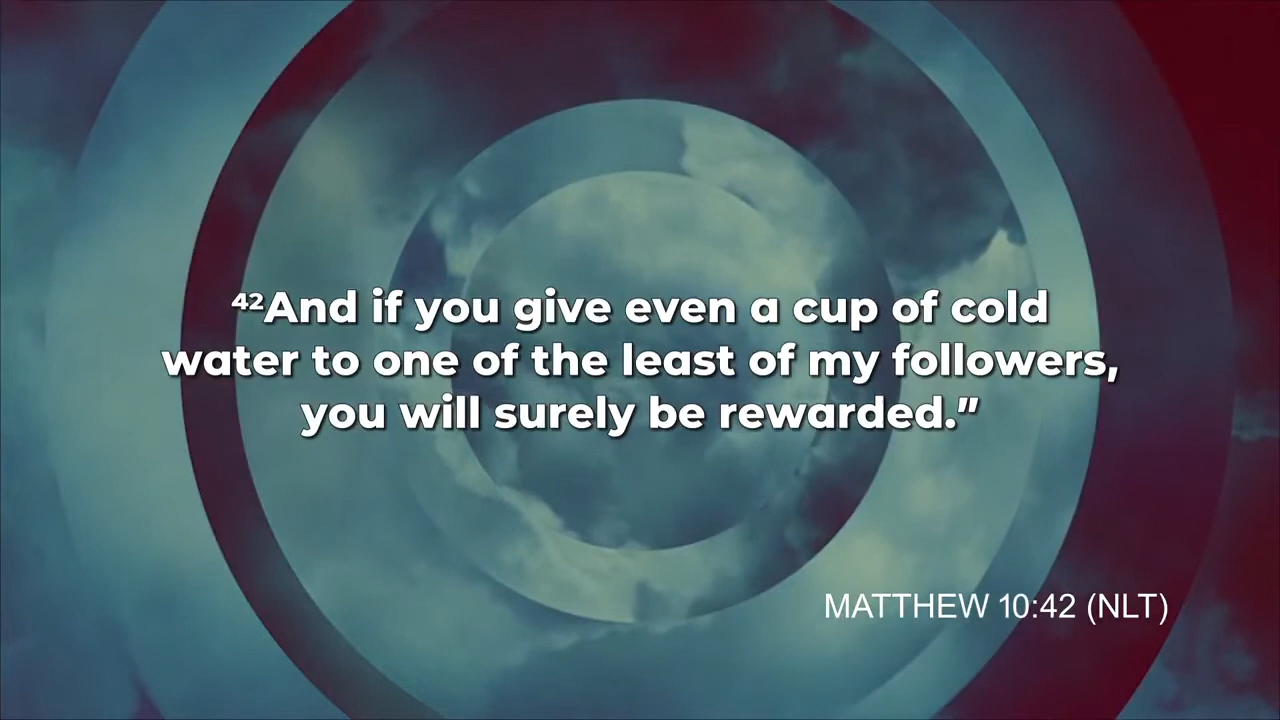 ⁴²And if you give even a cup of cold
water to one of the least of my followers,
you will surely be rewarded.”
MATTHEW 10:42 (NLT)